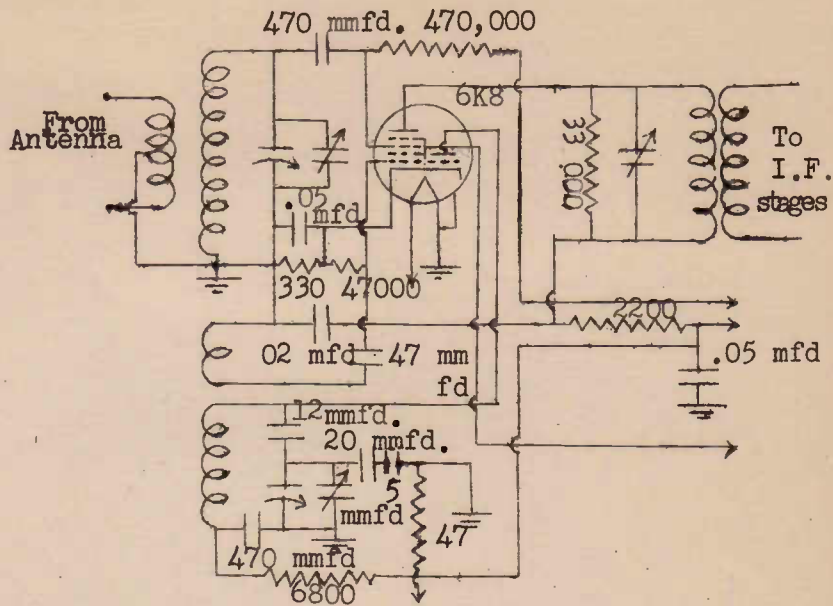 470 mmfd. 470,000
6K8
From
Antenna
33 000
To
I.F.
stages
.05
mfd
330 47000
2200
02 mfd
47 mm
fd
.05 mfd
12 mmfd.
20 mmfd.
5
mmfd
47
470 mmfd
6800